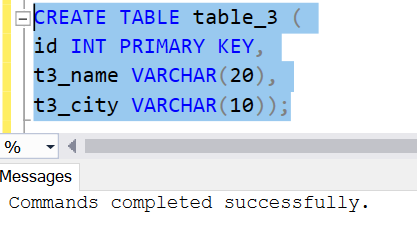 CREATE TABLE table_3 (
id INT PRIMARY KEY,
t3_name VARCHAR(20),
t3_city VARCHAR(10));
%
Messages
Commands completed successfully.